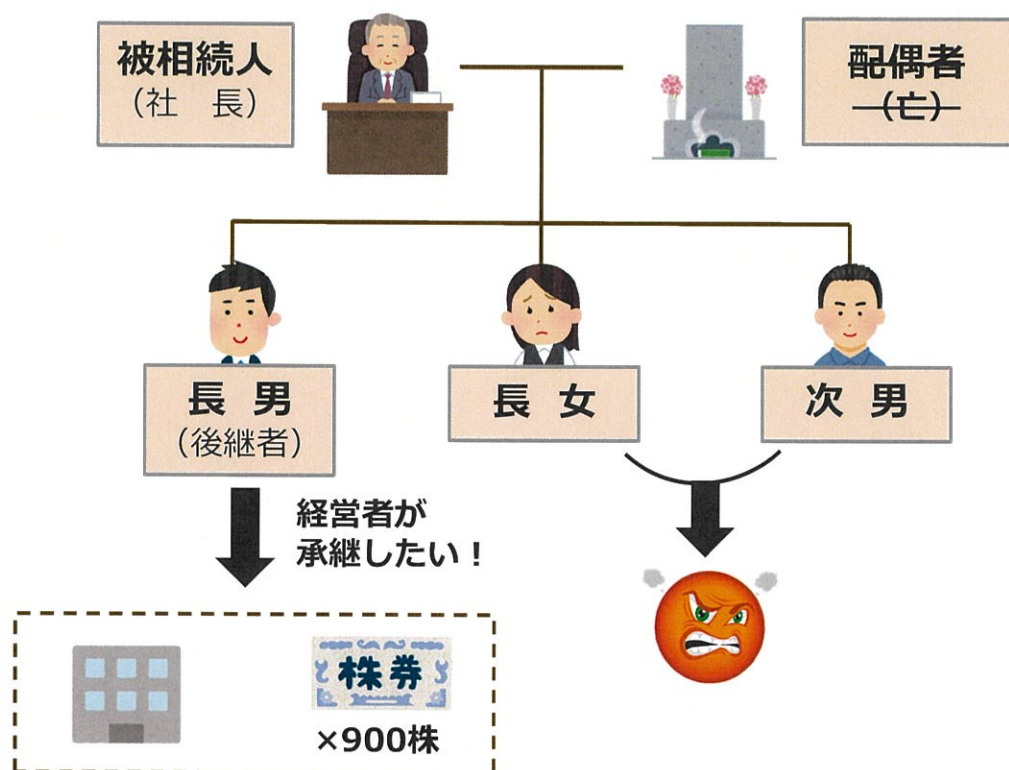 被相続人
（社　長）
配偶者
（亡）
長 男
（後継者）
長 女
次 男
経営者が
承継したい！
株券
×900株